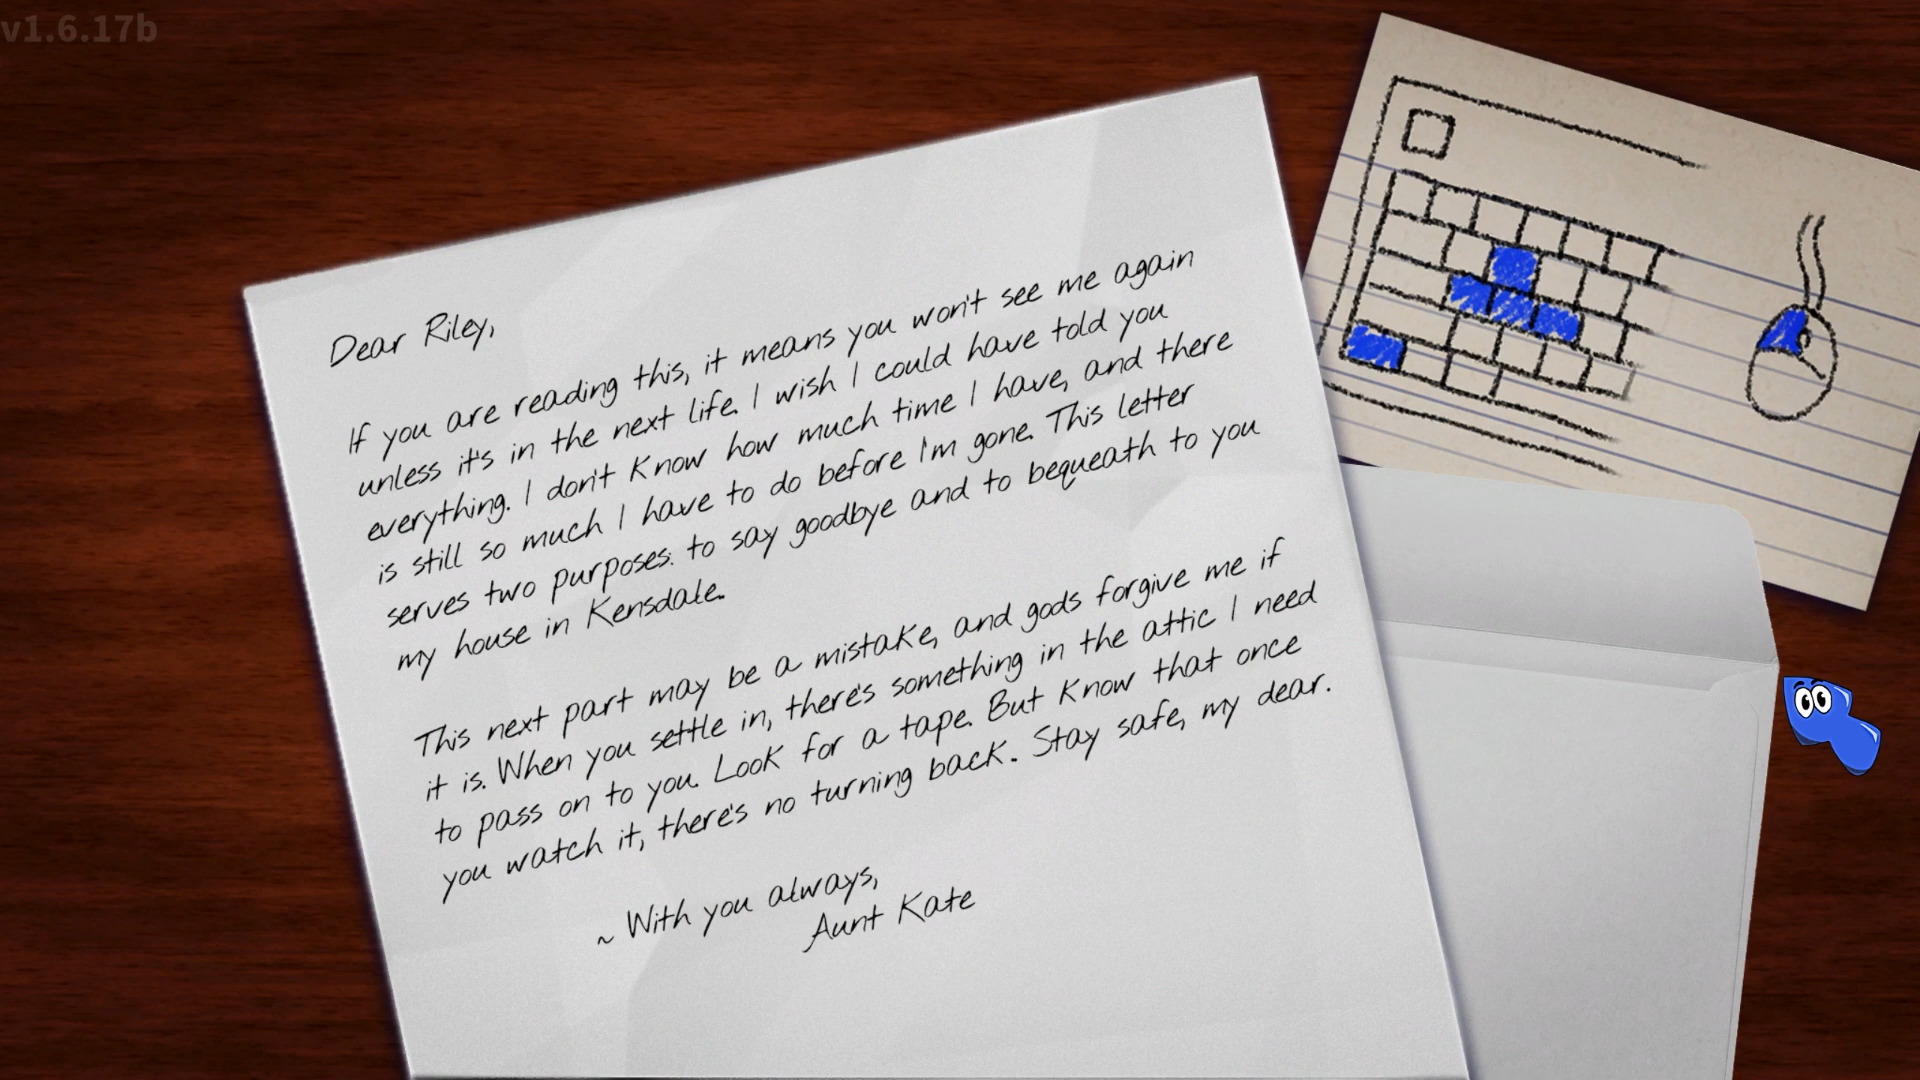 v1.6.17b
Dear Riley,
If you are reading this, it means you won't see me again
unless it's in the next life. I wish I could have told you
everything. I don't know how much time I have, and there
is still so much I have to do before I'm gone. This letter
serves two purposes: to say goodbye and to bequeath to you
my house in Kensdale.
This next part may be a mistake, and gods forgive me if
it is. When you settle in, there's something in the attic I need
to pass on to you. Look for a tape. But know that once
you watch it, there's no turning back. Stay safe, my dear.
~ With you always,
Aunt Kate